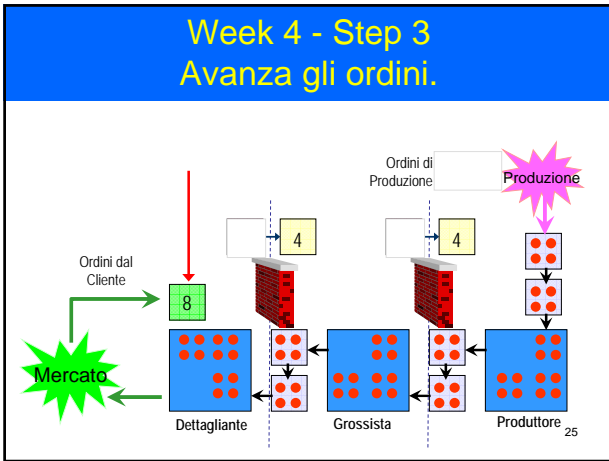 Week 4 - Step 3
Avanza gli ordini.
Ordini di
Produzione
Produzione
4
4
Ordini dal
Cliente
8
Mercato
Dettagliante
Grossista
Produttore
25